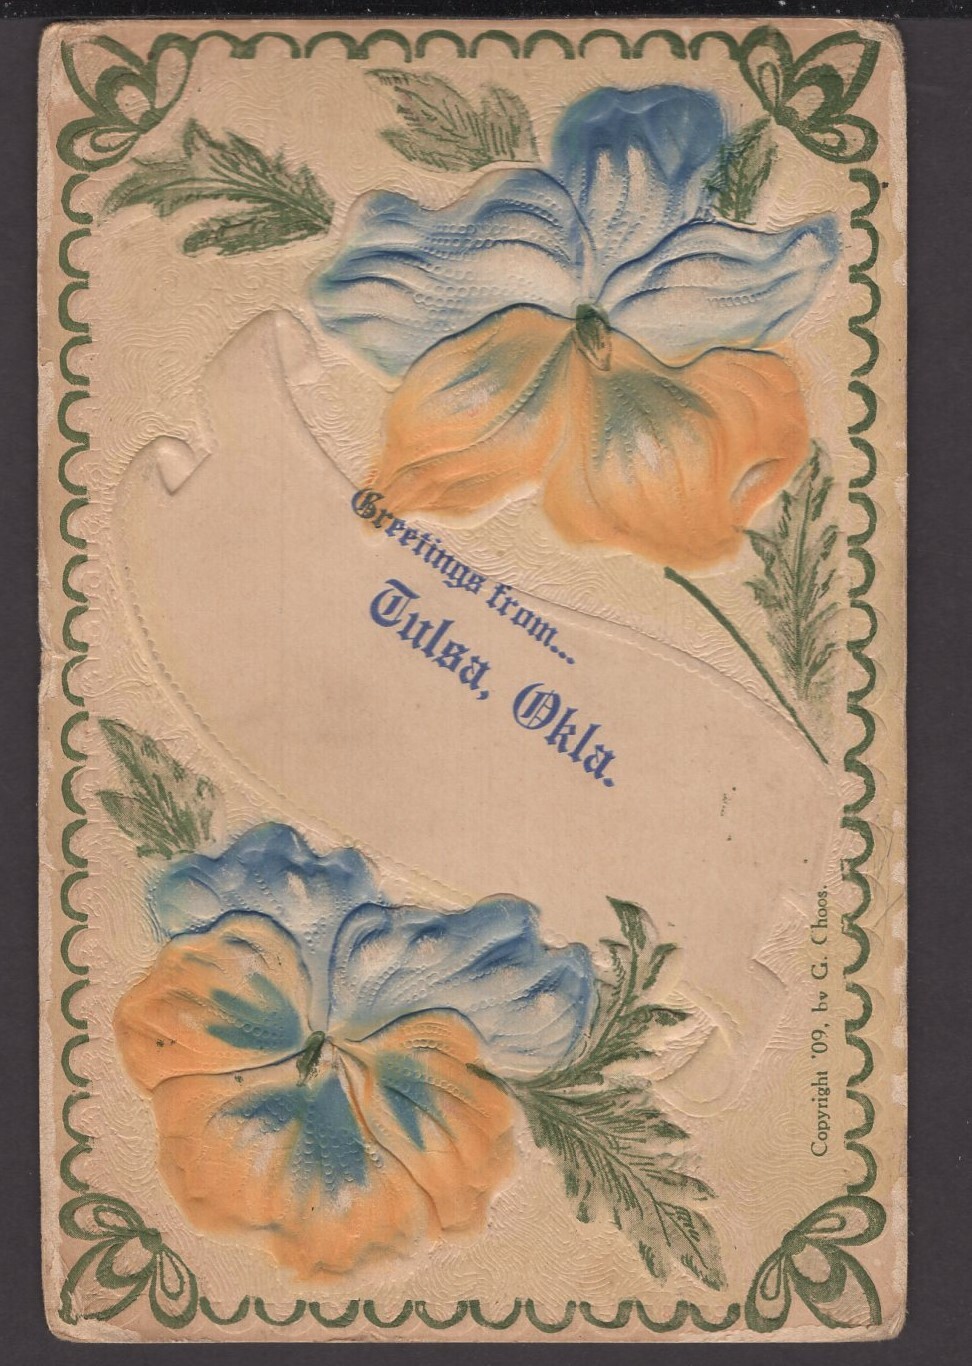 Greetings from...
Tulsa, Okla.
Copyright '09, by G. Choos.